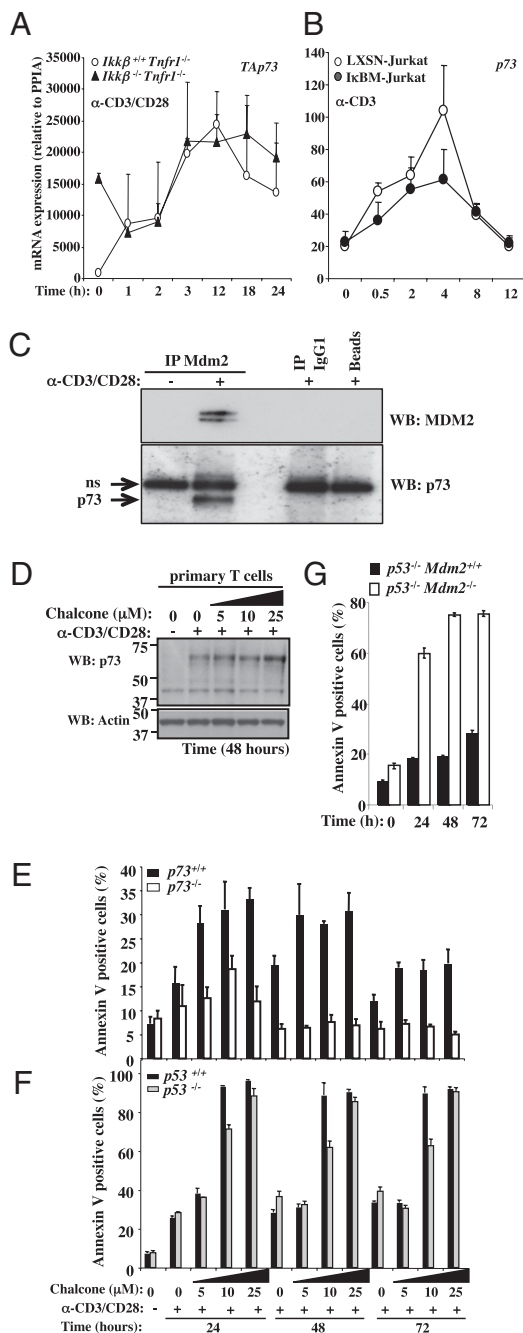 A
Ikkβ+/+ Tnfr1-/-
Ikkβ-/- Tnfr1-/-
TAp73
α-CD3/CD28
mRNA expression (relative to PPIA)
35000
30000
25000
20000
15000
10000
5000
0
Time (h): 0 1 2 3 12 18 24
B
LXSN-Jurkat
IκBM-Jurkat
p73
α-CD3
140
120
100
80
60
40
20
0
0 0.5 2 4 8 12
C
IP Mdm2
IP IgG1
Beads
α-CD3/CD28: - + + +
WB: MDM2
ns
p73
WB: p73
D
primary T cells
Chalcone (μM) 0 0 5 10 25
α-CD3/CD28: - + + + +
WB: p73
75
50
37
WB: Actin
50
37
Time (48 hours)
G
p53-/- Mdm2+/+
p53-/- Mdm2-/-
Annexin V positive cells (%)
80
60
40
20
0
Time (h): 0 24 48 72
E
p73+/+
p73-/-
Annexin V positive cells (%)
40
35
30
25
20
15
10
5
0
F
p53+/+
p53-/-
Annexin V positive cells (%)
100
80
60
40
20
0
Chalcone (μM): 0 0 5 10 25 0 5 10 25 0 5 10 25
α-CD3/CD28: - + + + + + + + + + + + +
Time (hours) 24 48 72